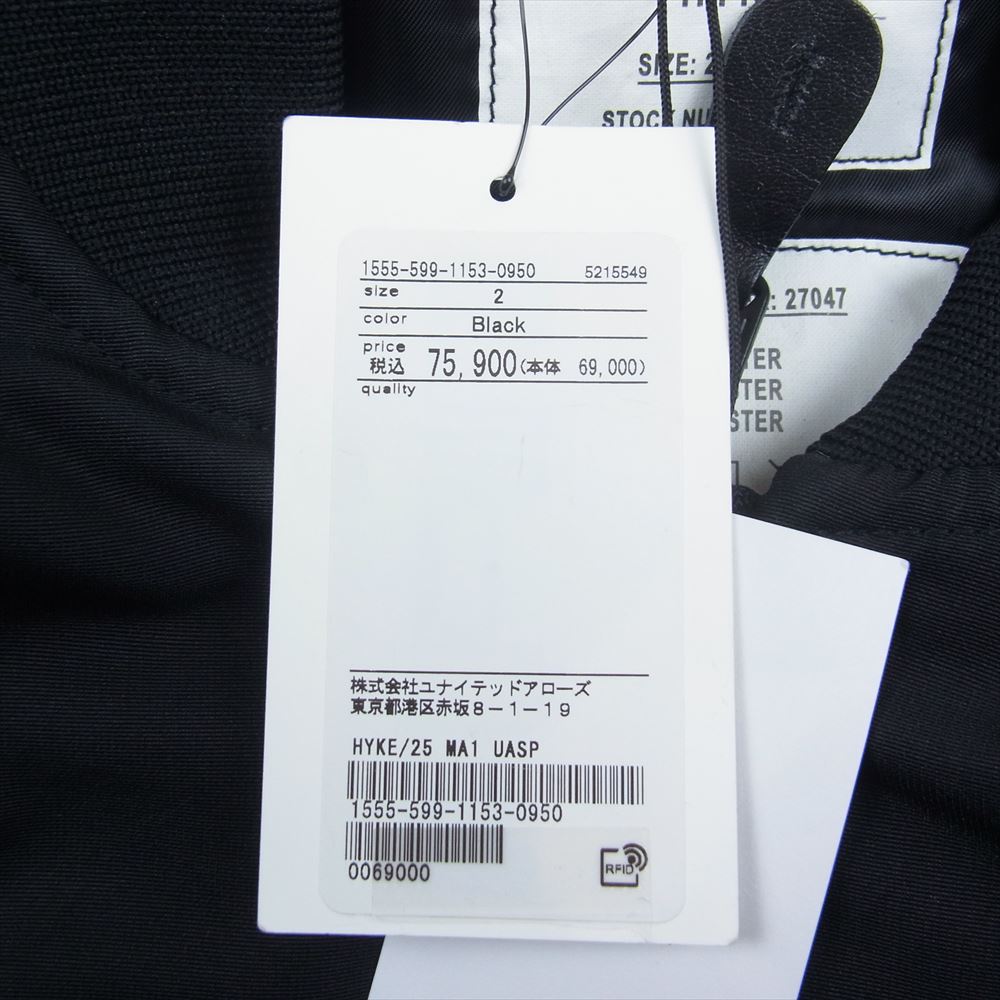 SIZE: 2
STOCK NU
: 27047
TER
STER
STER
1555-599-1153-0950 5215549
size 2
color Black
price
税込 75,900(本体 69,000)
quality
株式会社ユナイテッドアローズ
東京都港区赤坂8-1-19
HYKE/25 MA1 UASP
1555-599-1153-0950
0069000
RFID